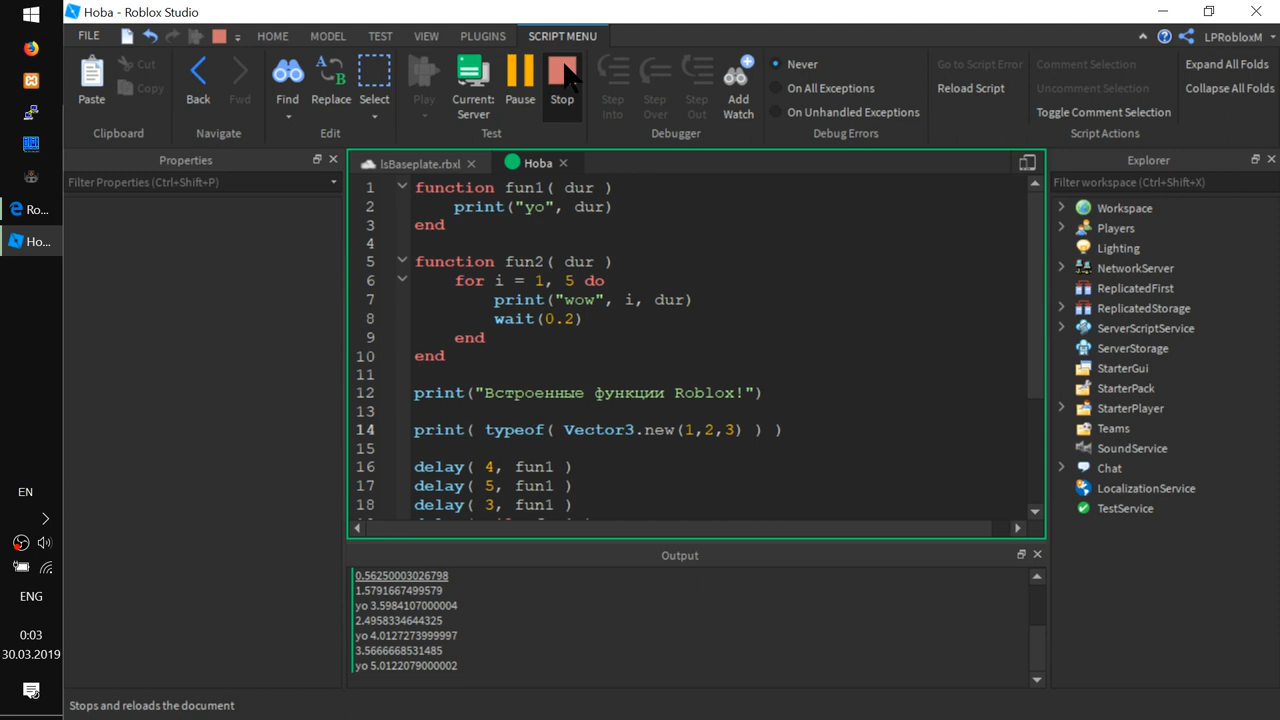 Hoba - Roblox Studio
FILE
HOME
MODEL
TEST
VIEW
PLUGINS
SCRIPT MENU
LPRobloxM
Paste
Cut
Copy
Clipboard
Back
Fwd
Navigate
Find
Replace
Select
Edit
Play
Current:
Server
Pause
Stop
Test
Step
Into
Step
Over
Step
Out
Add
Watch
Debugger
Never
On All Exceptions
On Unhandled Exceptions
Debug Errors
Go to Script Error
Reload Script
Comment Selection
Uncomment Selection
Toggle Comment Selection
Expand All Folds
Collapse All Folds
Script Actions
Ro...
Ho...
EN
ENG
0:03
30.03.2019
Properties
Filter Properties (Ctrl+Shift+P)
lsBaseplate.rbxl
Hoba
1 function fun1( dur )
2 print("yo", dur)
3 end
4
5 function fun2( dur )
6 for i = 1, 5 do
7 print("wow", i, dur)
8 wait(0.2)
9 end
10 end
11
12 print("Встроенные функции Roblox!")
13
14 print( typeof( Vector3.new(1,2,3) ) )
15
16 delay( 4, fun1 )
17 delay( 5, fun1 )
18 delay( 3, fun1 )
Output
0.56250003026798
1.5791667499579
yo 3.5984107000004
2.4958334644325
yo 4.0127273999997
3.5666668531485
yo 5.0122079000002
Explorer
Filter workspace (Ctrl+Shift+X)
Workspace
Players
Lighting
NetworkServer
ReplicatedFirst
ReplicatedStorage
ServerScriptService
ServerStorage
StarterGui
StarterPack
StarterPlayer
Teams
SoundService
Chat
LocalizationService
TestService
Stops and reloads the document